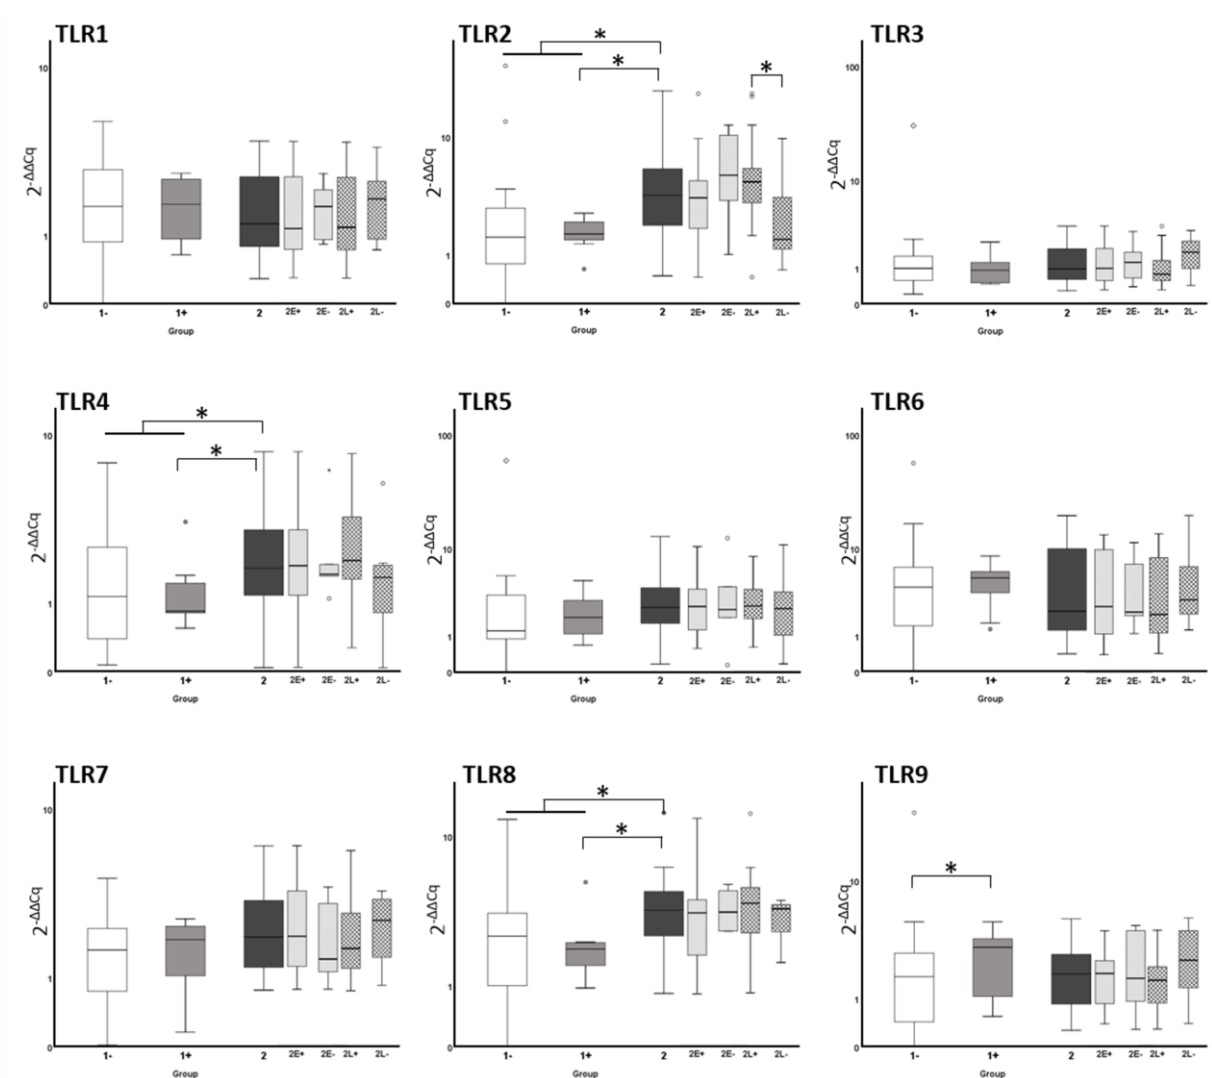 TLR1
10
2-ΔΔCq
1
0
1- 1+ 2 2E+ 2E- 2L+ 2L-
Group
TLR2
*
*
*
10
2-ΔΔCq
1
0
1- 1+ 2 2E+ 2E- 2L+ 2L-
Group
TLR3
100
10
2-ΔΔCq
1
0
1- 1+ 2 2E+ 2E- 2L+ 2L-
Group
TLR4
*
*
10
2-ΔΔCq
1
0
1- 1+ 2 2E+ 2E- 2L+ 2L-
Group
TLR5
100
10
2-ΔΔCq
1
0
1- 1+ 2 2E+ 2E- 2L+ 2L-
Group
TLR6
100
10
2-ΔΔCq
1
0
1- 1+ 2 2E+ 2E- 2L+ 2L-
Group
TLR7
10
2-ΔΔCq
1
0
1- 1+ 2 2E+ 2E- 2L+ 2L-
Group
TLR8
*
*
10
2-ΔΔCq
1
0
1- 1+ 2 2E+ 2E- 2L+ 2L-
Group
TLR9
*
10
2-ΔΔCq
1
0
1- 1+ 2 2E+ 2E- 2L+ 2L-
Group